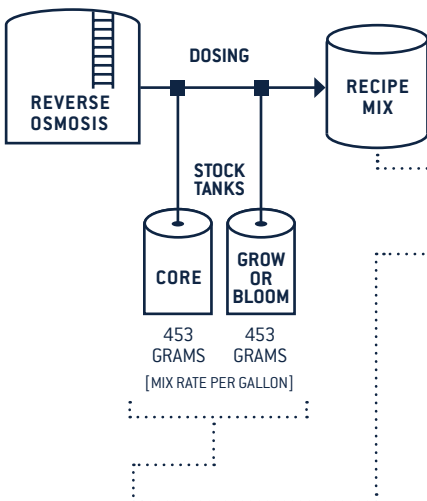 DOSING
REVERSE
OSMOSIS
RECIPE
MIX
STOCK
TANKS
CORE
GROW
OR
BLOOM
453
GRAMS
453
GRAMS
[MIX RATE PER GALLON]